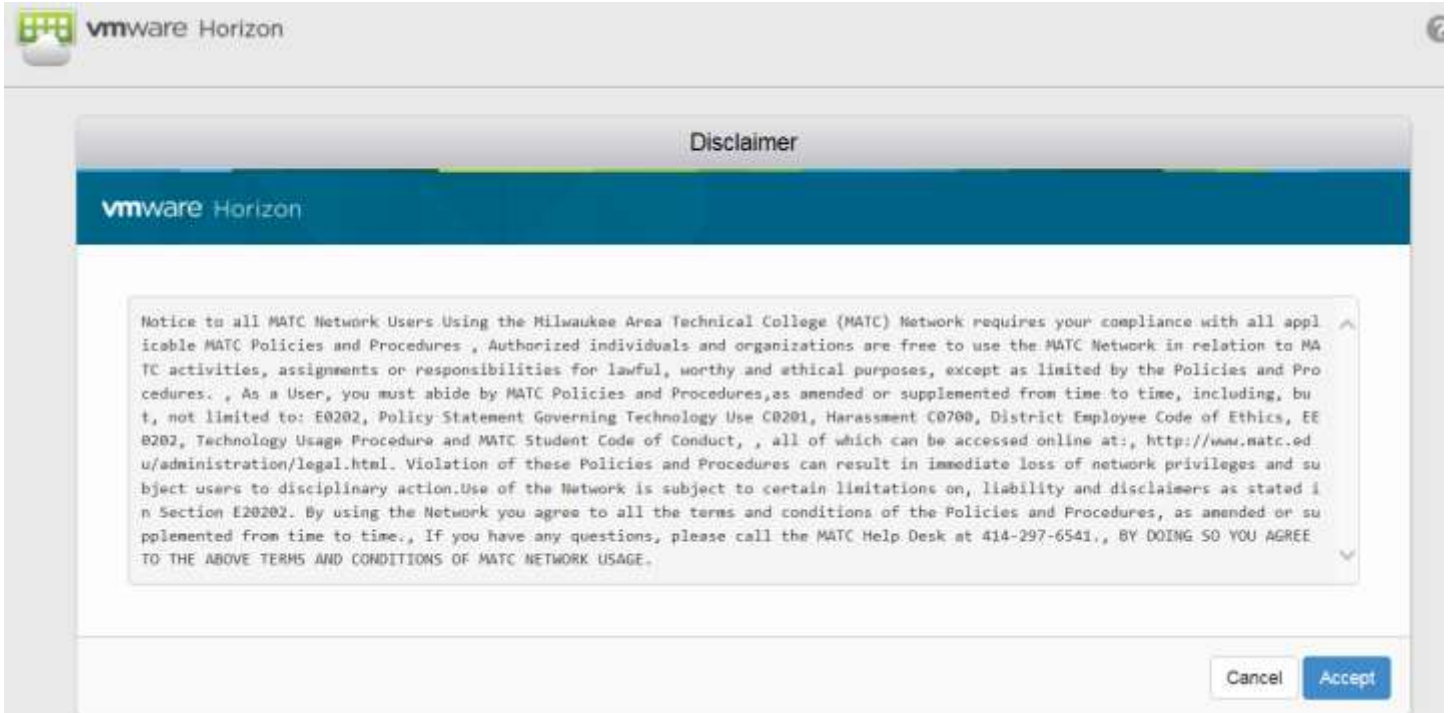 vmware Horizon
Disclaimer
vmware Horizon
Notice to all MATC Network Users Using the Milwaukee Area Technical College (MATC) Network requires your compliance with all appl
icable MATC Policies and Procedures , Authorized individuals and organizations are free to use the MATC Network in relation to MA
TC activities, assignments or responsibilities for lawful, worthy and ethical purposes, except as limited by the Policies and Pro
cedures. , As a User, you must abide by MATC Policies and Procedures,as amended or supplemented from time to time, including, bu
t, not limited to: E0202, Policy Statement Governing Technology Use C0201, Harassment C0700, District Employee Code of Ethics, EE
0202, Technology Usage Procedure and MATC Student Code of Conduct, , all of which can be accessed online at:, http://www.matc.ed
u/administration/legal.html. Violation of these Policies and Procedures can result in immediate loss of network privileges and su
bject users to disciplinary action.Use of the Network is subject to certain limitations on, liability and disclaimers as stated i
n Section E20202. By using the Network you agree to all the terms and conditions of the Policies and Procedures, as amended or su
pplemented from time to time., If you have any questions, please call the MATC Help Desk at 414-297-6541., BY DOING SO YOU AGREE
TO THE ABOVE TERMS AND CONDITIONS OF MATC NETWORK USAGE.
Cancel Accept